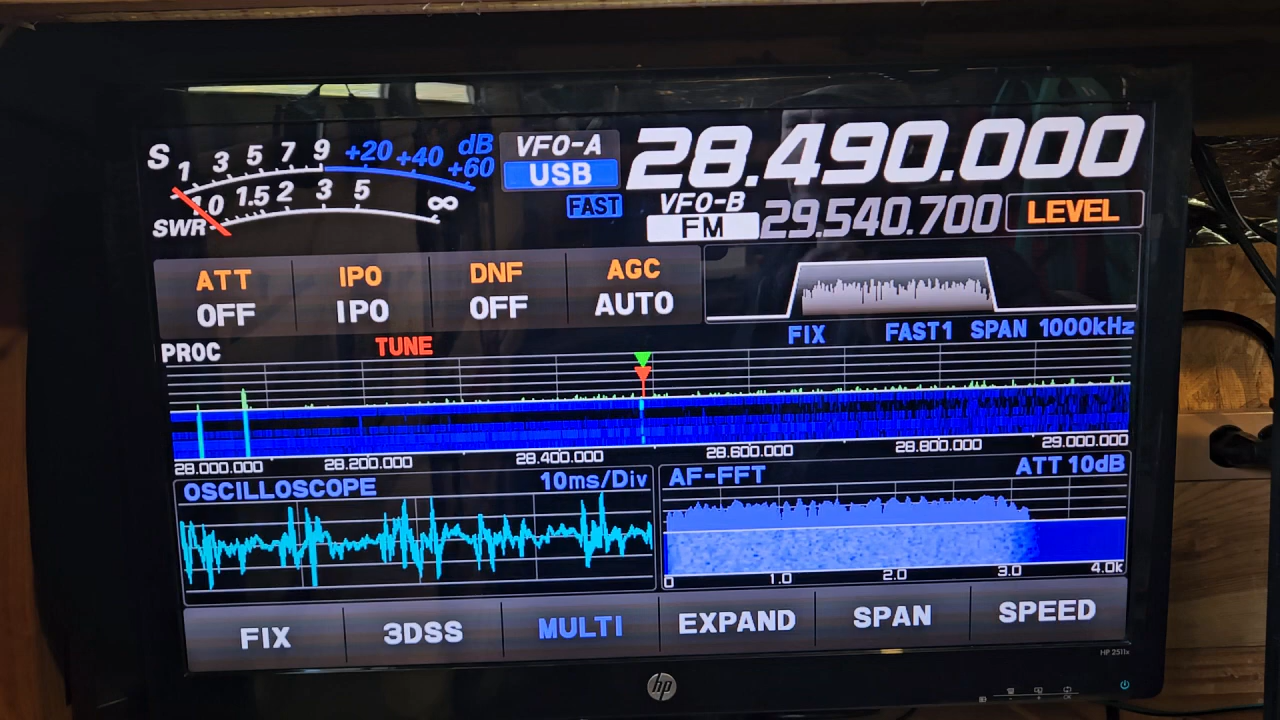 S 1 3 5 7 9 +20 +40 +60 dB
SWR 1.0 1.5 2 3 5 ∞
VFO-A 28.490.000
USB
FAST
VFO-B 29.540.700 LEVEL
FM
ATT IPO DNF AGC
OFF IPO OFF AUTO
FIX FAST1 SPAN 1000kHz
PROC TUNE
28.000.000 28.200.000 28.400.000 28.600.000 28.800.000 29.000.000
OSCILLOSCOPE 10ms/Div AF-FFT ATT 10dB
0 1.0 2.0 3.0 4.0k
FIX 3DSS MULTI EXPAND SPAN SPEED
hp
HP 2511x